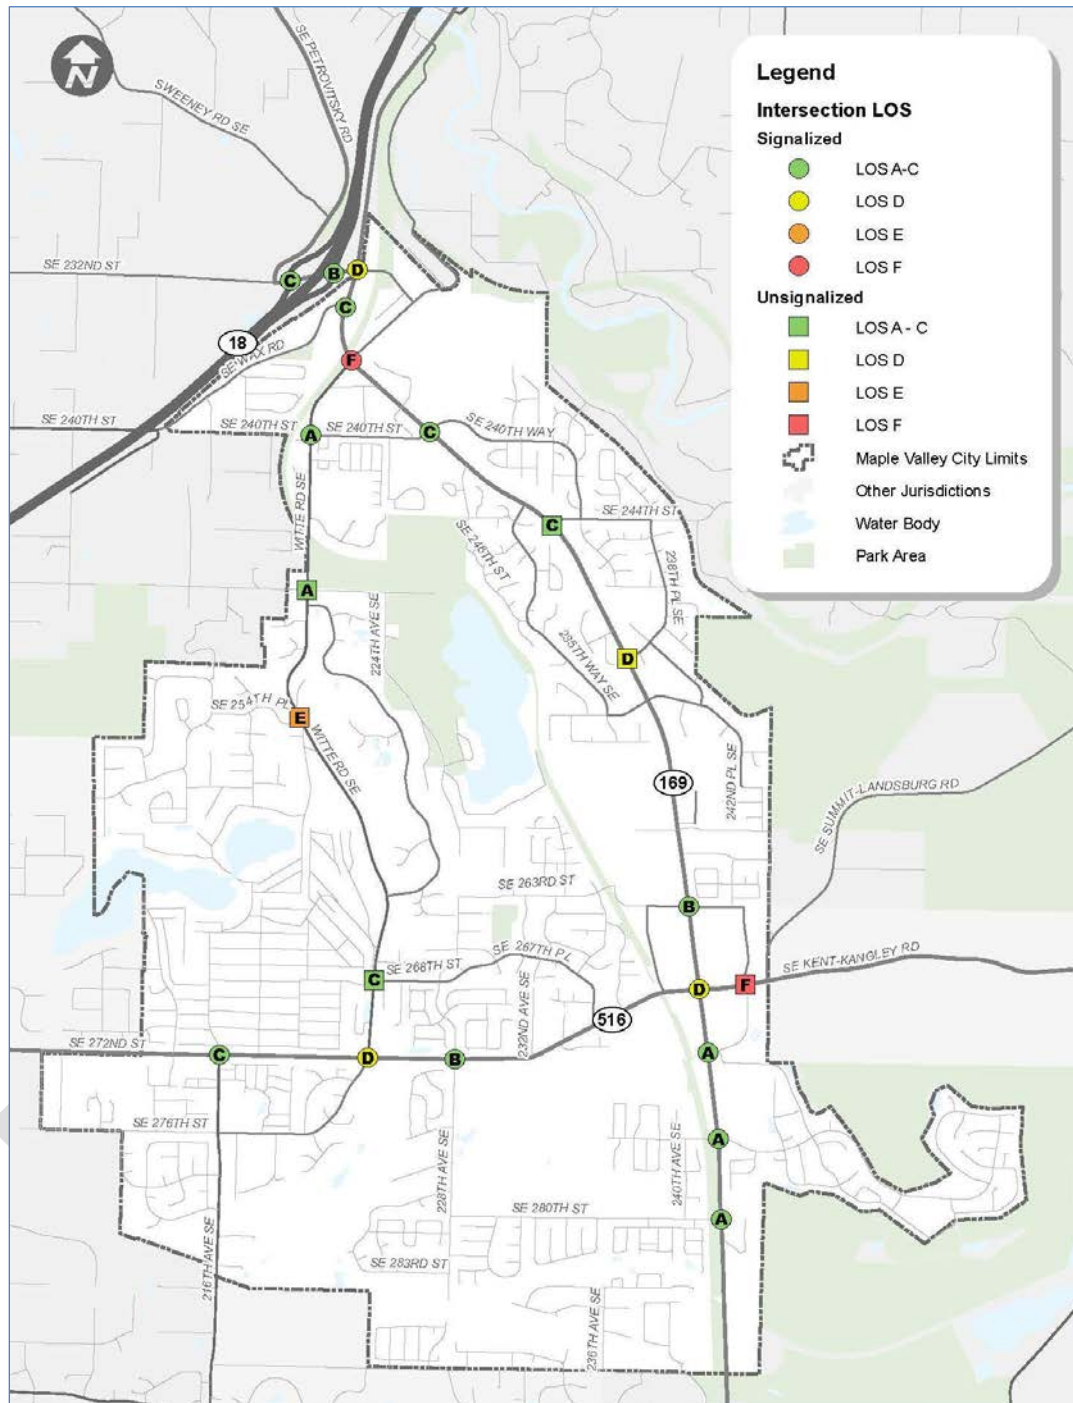 N
SE PETROVITSKY RD
SWEENEY RD SE
Legend
Intersection LOS
Signalized
LOS A-C
LOS D
LOS E
LOS F
Unsignalized
LOS A - C
LOS D
LOS E
LOS F
Maple Valley City Limits
Other Jurisdictions
Water Body
Park Area
SE 232ND ST
C
B
D
C
18
SE WAX RD
F
SE 240TH ST
SE 240TH ST
A
SE 240TH ST
C
SE 240TH WAY
WITTE RD SE
SE 246TH ST
C
SE 244TH ST
238TH PL SE
A
224TH AVE SE
235TH WAY SE
D
SE 254TH PL
E
WITTE RD SE
169
242ND PL SE
SE SUMMIT-LANDSBURG RD
SE 263RD ST
B
SE 267TH PL
SE KENT-KANGLEY RD
C
SE 268TH ST
232ND AVE SE
D
F
516
SE 272ND ST
C
D
B
A
SE 276TH ST
228TH AVE SE
240TH AVE SE
A
SE 280TH ST
A
216TH AVE SE
SE 283RD ST
236TH AVE SE